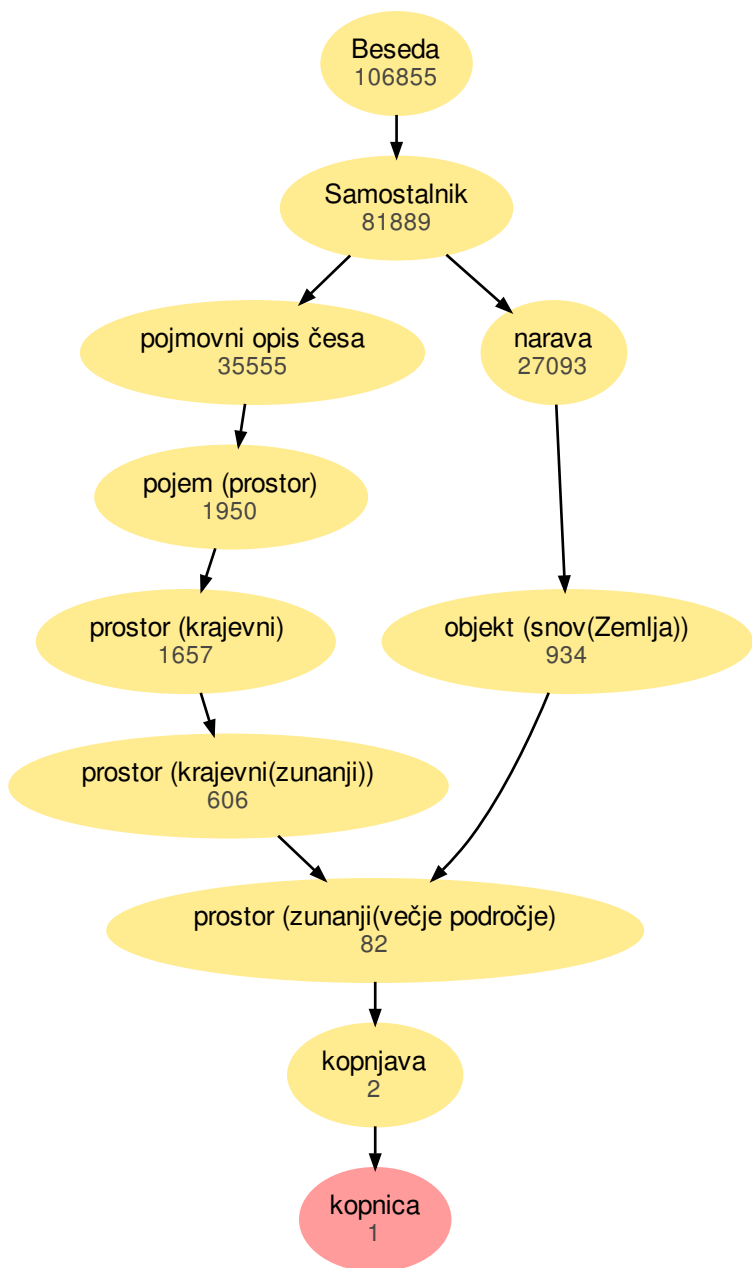 Beseda
106855
Samostalnik
81889
pojmovni opis česa
35555
narava
27093
pojem (prostor)
1950
prostor (krajevni)
1657
objekt (snov(Zemlja))
934
prostor (krajevni(zunanji))
606
prostor (zunanji(večje področje)
82
kopnjava
2
kopnica
1